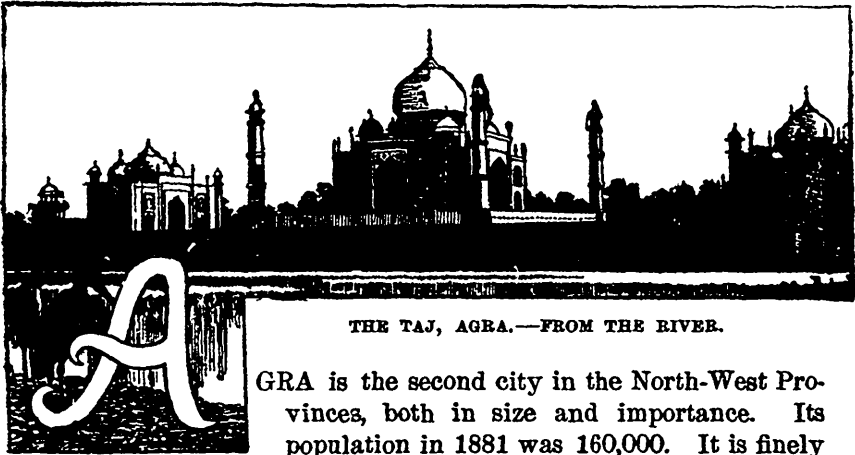 THE TAJ, AGRA.—FROM THE RIVER.
AGRA is the second city in the North-West Pro-
vinces, both in size and importance. Its
population in 1881 was 160,000. It is finely